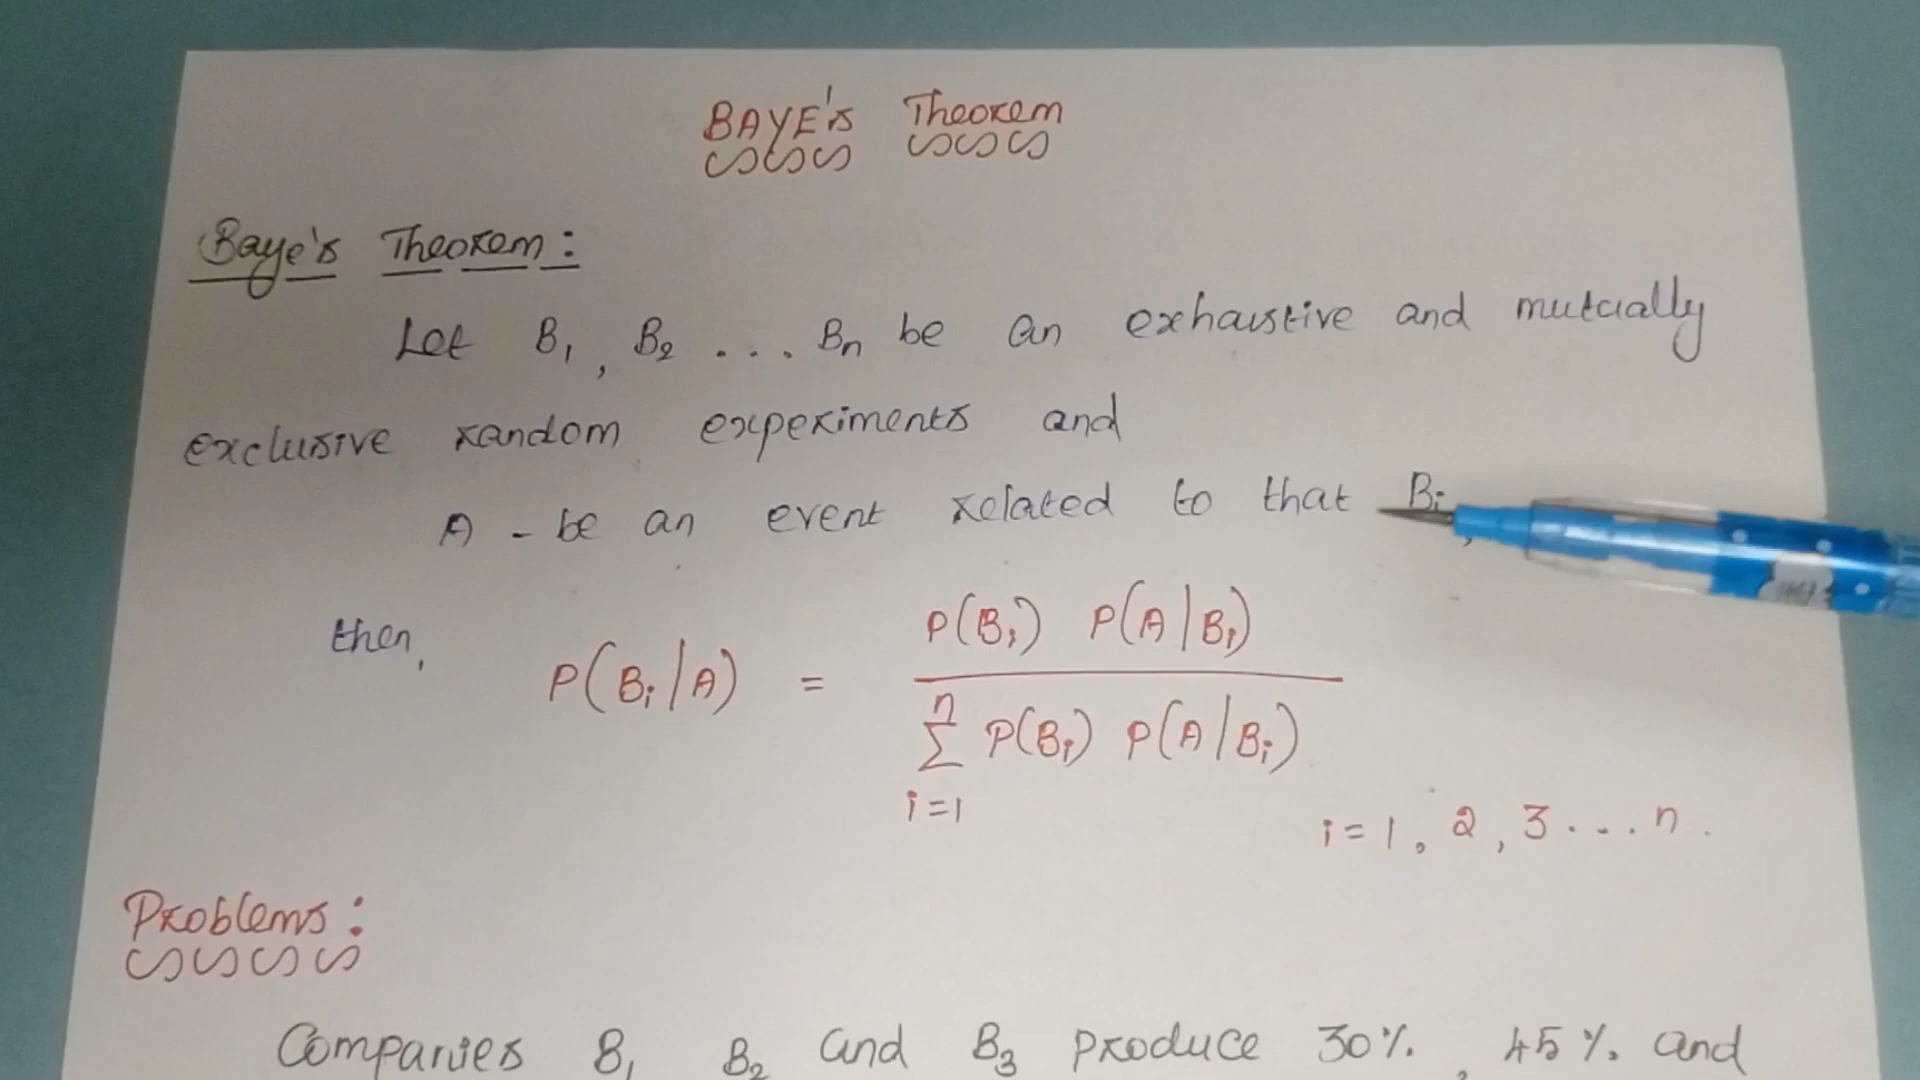 BAYE's Theorem
Baye's Theorem:
Let B₁, B₂ ... Bn be an exhaustive and mutually
exclusive random experiments and
A - be an event related to that Bi,
then, P(Bi/A) = P(Bi) P(A/Bi)
n
Σ P(Bi) P(A/Bi)
i=1
i = 1, 2, 3 ... n.
Problems:
Companies B₁ B₂ and B₃ produce 30%, 45% and